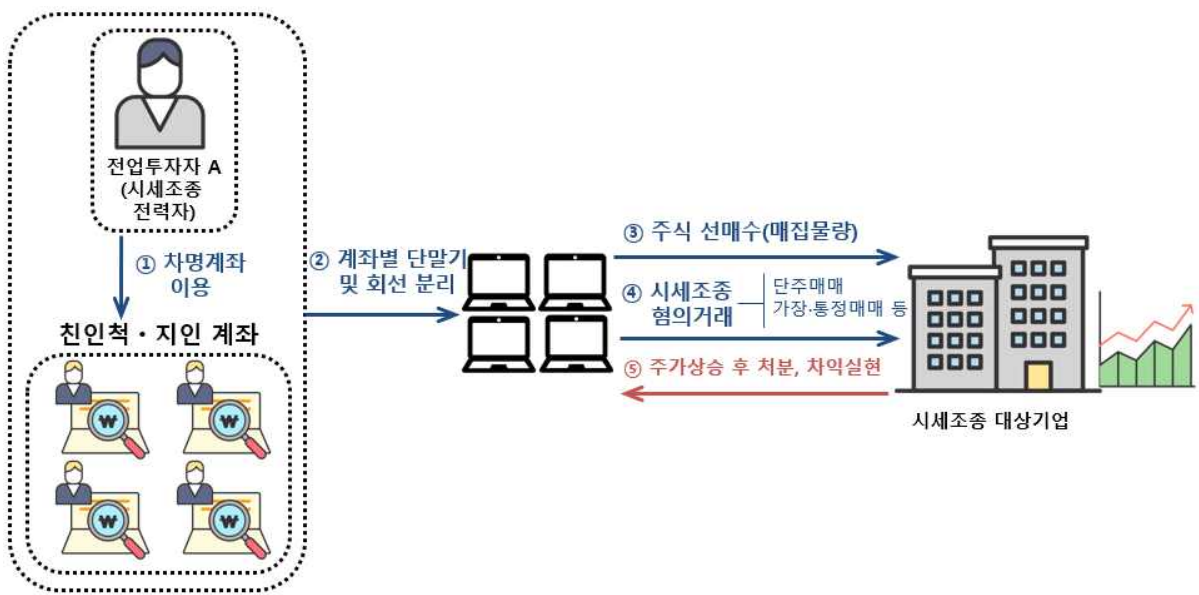 전업투자자 A
(시세조종
전력자)
① 차명계좌
이용
친인척・지인 계좌
₩
₩
₩
₩
② 계좌별 단말기
및 회선 분리
③ 주식 선매수(매집물량)
④ 시세조종
혐의거래
단주매매
가장·통정매매 등
⑤ 주가상승 후 처분, 차익실현
시세조종 대상기업